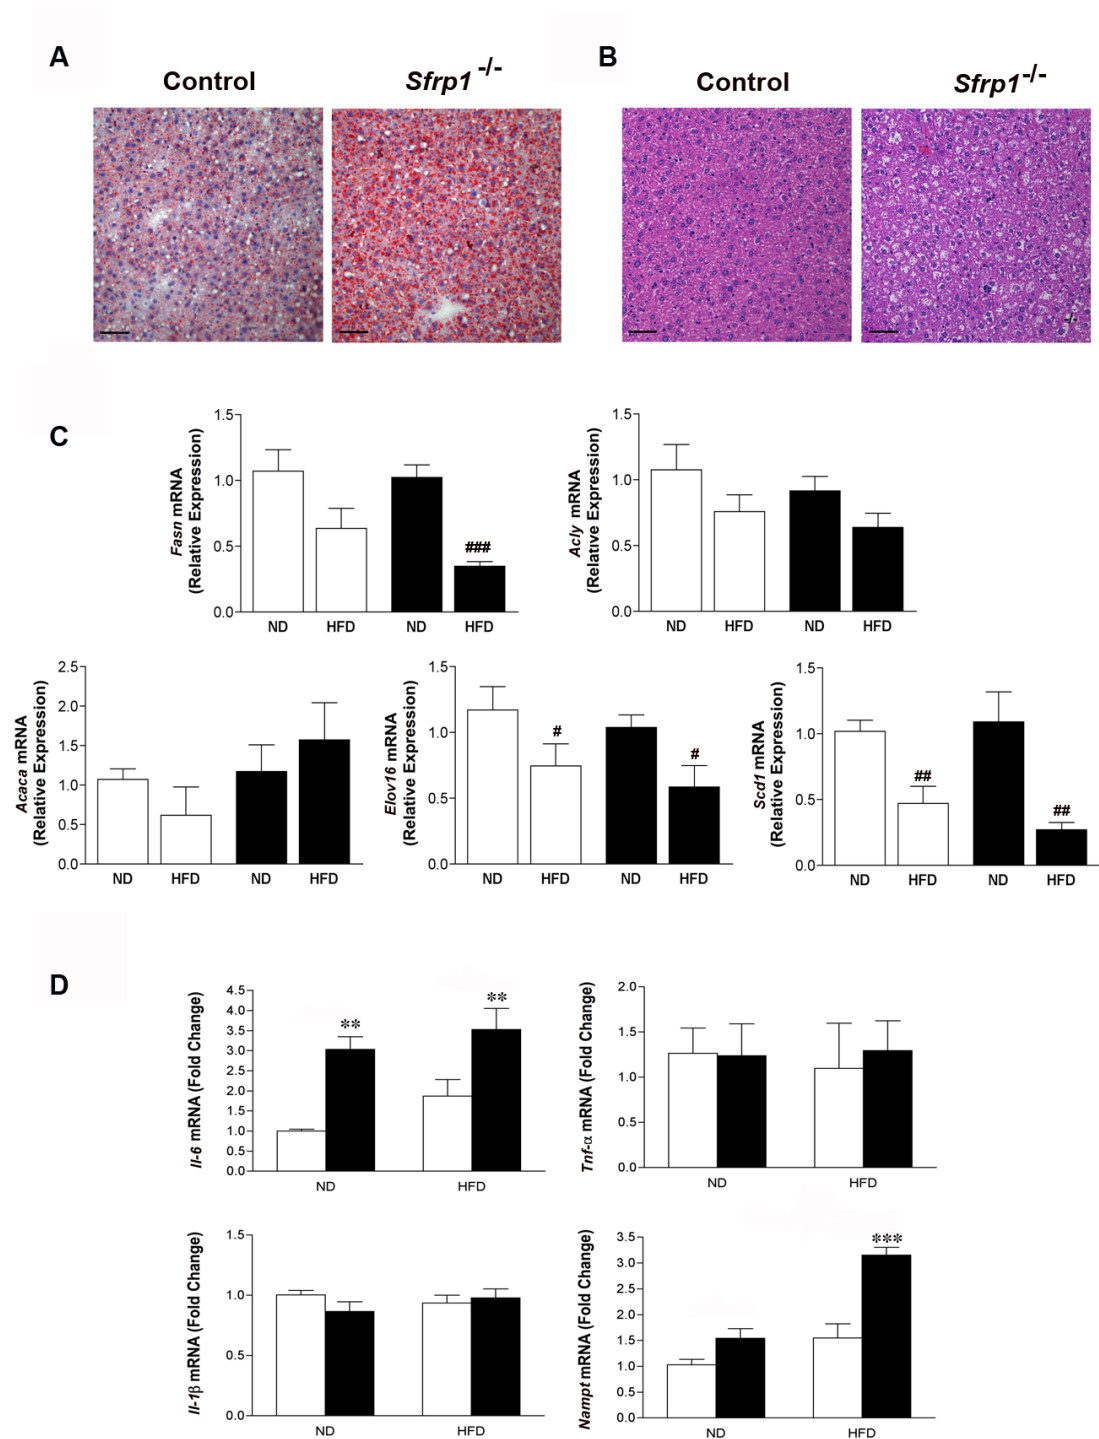 A
B
Control
Sfrp1 -/-
Control
Sfrp1 -/-
-/-
C
Fasn mRNA
(Relative Expression)
1.5
1.0
0.5
0.0
###
ND
HFD
ND
HFD
Acly mRNA
(Relative Expression)
1.5
1.0
0.5
0.0
ND
HFD
ND
HFD
Acaca mRNA
(Relative Expression)
2.5
2.0
1.5
1.0
0.5
0.0
ND
HFD
ND
HFD
Elov16 mRNA
(Relative Expression)
1.5
1.0
0.5
0.0
#
#
ND
HFD
ND
HFD
Scd1 mRNA
(Relative Expression)
1.5
1.0
0.5
0.0
##
##
ND
HFD
ND
HFD
D
Il-6 mRNA (Fold Change)
4.5
4.0
3.5
3.0
2.0
1.5
1.0
0.5
0.0
**
**
ND
HFD
Tnf-α mRNA (Fold Change)
2.0
1.5
1.0
0.5
0.0
ND
HFD
Il-1β mRNA (Fold Change)
1.5
1.0
0.5
0.0
ND
HFD
Nampt mRNA (Fold Change)
3.5
3.0
2.0
1.5
1.0
0.5
0.0
***
ND
HFD